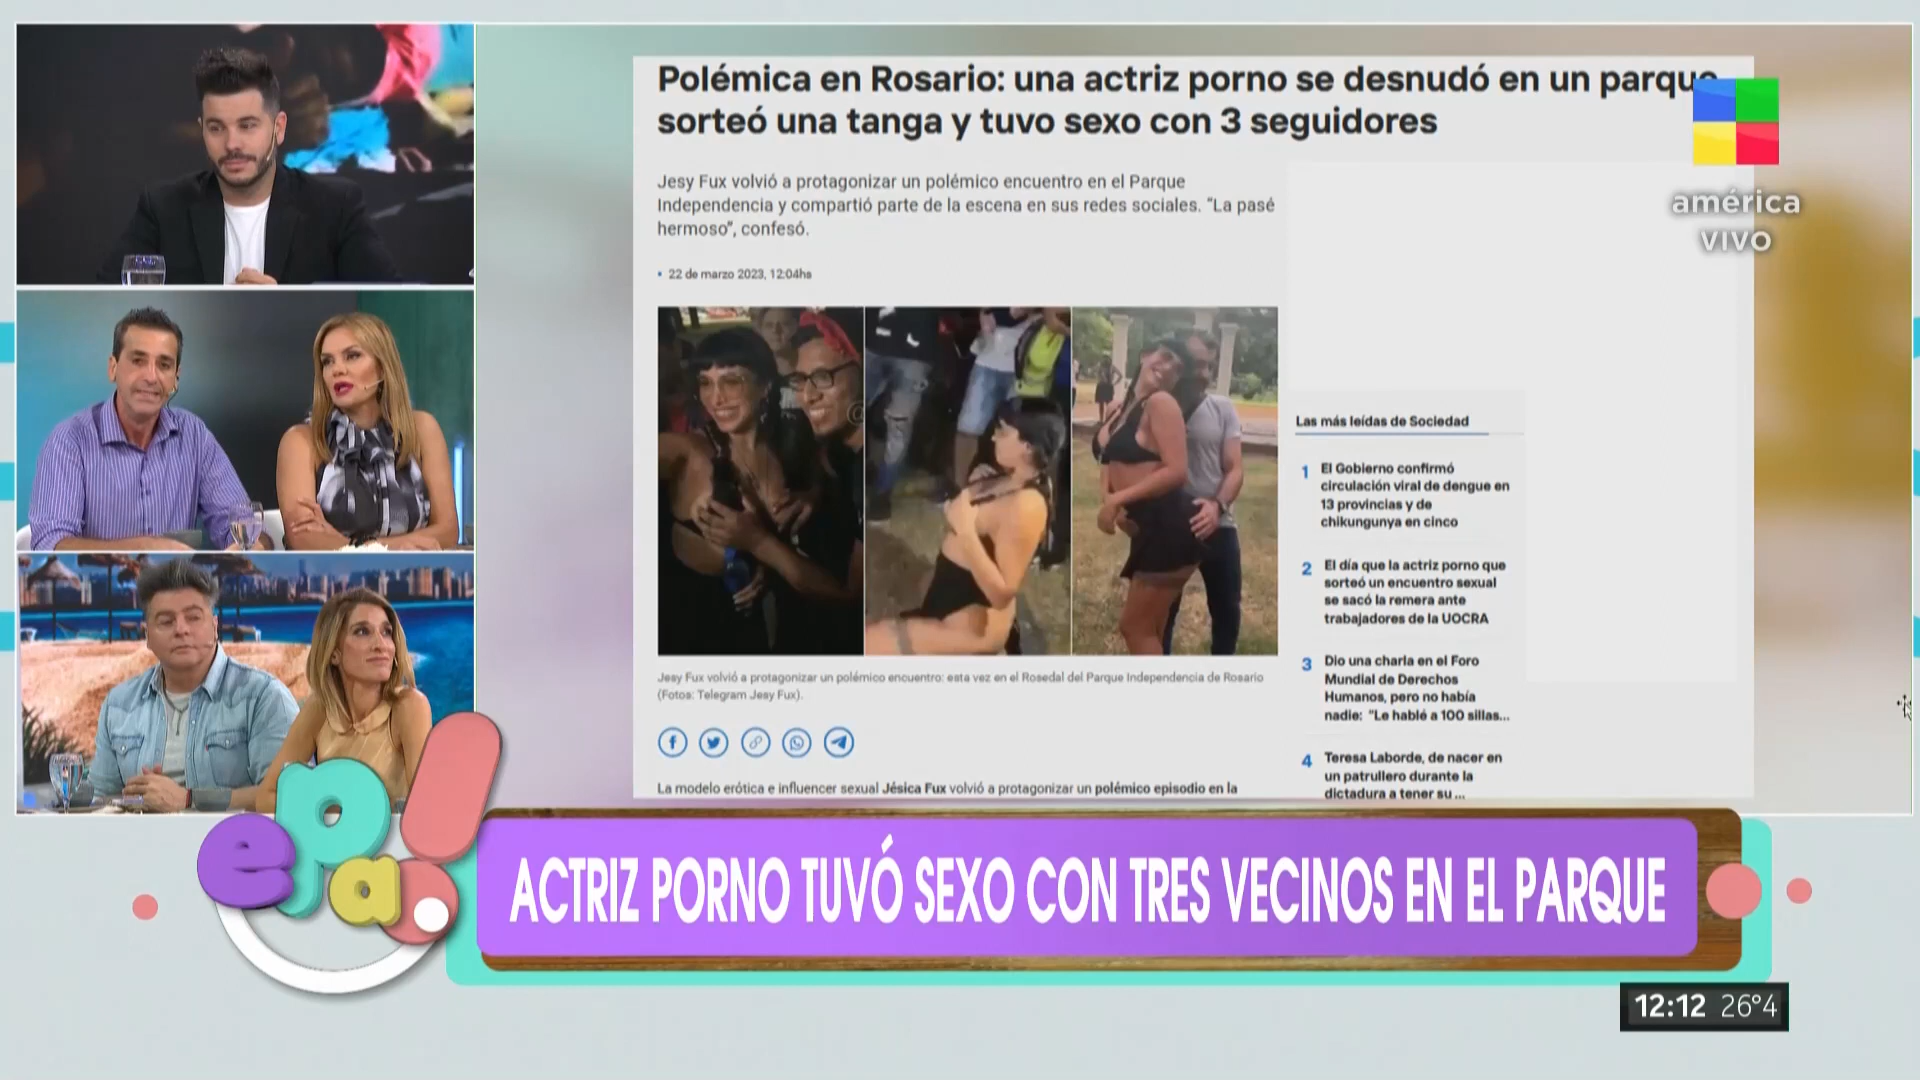 Polémica en Rosario: una actriz porno se desnudó en un parque
sorteó una tanga y tuvo sexo con 3 seguidores
américa
VIVO
Jesy Fux volvió a protagonizar un polémico encuentro en el Parque
Independencia y compartió parte de la escena en sus redes sociales. “La pasé
hermoso”, confesó.
• 22 de marzo 2023, 12:04hs
Jesy Fux volvió a protagonizar un polémico encuentro: esta vez en el Rosedal del Parque Independencia de Rosario
(Fotos: Telegram Jesy Fux).
La modelo erótica e influencer sexual Jésica Fux volvió a protagonizar un polémico episodio en la
Las más leídas de Sociedad
1 El Gobierno confirmó
circulación viral de dengue en
13 provincias y de
chikungunya en cinco
2 El día que la actriz porno que
sorteó un encuentro sexual
se sacó la remera ante
trabajadores de la UOCRA
3 Dio una charla en el Foro
Mundial de Derechos
Humanos, pero no había
nadie: “Le hablé a 100 sillas...
4 Teresa Laborde, de nacer en
un patrullero durante la
dictadura a tener su ...
epa!
ACTRIZ PORNO TUVÓ SEXO CON TRES VECINOS EN EL PARQUE
12:12 26°4